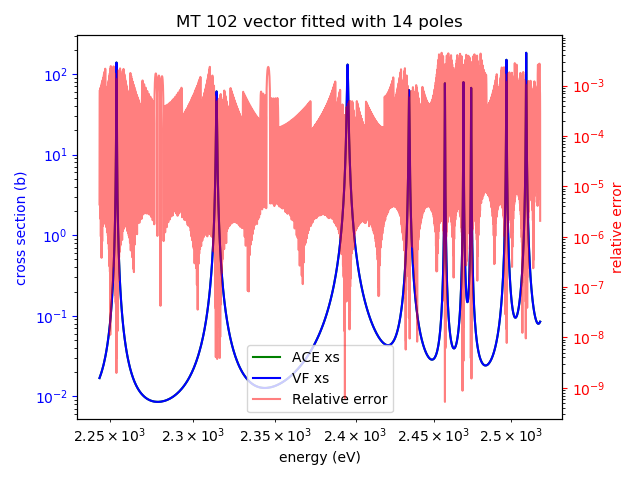 MT 102 vector fitted with 14 poles
cross section (b)
10² 10¹ 10⁰ 10⁻¹ 10⁻²
10⁻³ 10⁻⁴ 10⁻⁵ 10⁻⁶ 10⁻⁷ 10⁻⁸ 10⁻⁹
relative error
ACE xs
VF xs
Relative error
2.25 × 10³ 2.3 × 10³ 2.35 × 10³ 2.4 × 10³ 2.45 × 10³ 2.5 × 10³
energy (eV)